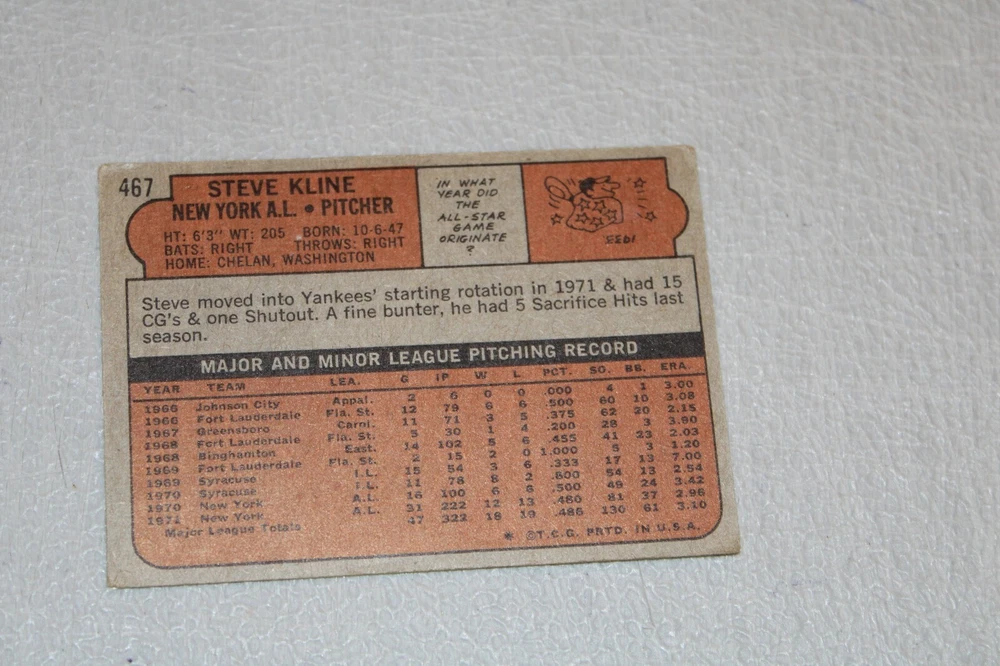 467
STEVE KLINE
NEW YORK A.L. • PITCHER
HT: 6'3" WT: 205 BORN: 10-6-47
BATS: RIGHT THROWS: RIGHT
HOME: CHELAN, WASHINGTON
IN WHAT
YEAR DID
THE
ALL-STAR
GAME
ORIGINATE
?
1933
Steve moved into Yankees' starting rotation in 1971 & had 15
CG's & one Shutout. A fine bunter, he had 5 Sacrifice Hits last
season.
MAJOR AND MINOR LEAGUE PITCHING RECORD
YEAR TEAM LEA. G IP W L PCT. SO. BB. ERA
1966 Johnson City Appal. 2 6 0 0 .000 4 1 3.00
1966 Fort Lauderdale Fla. St. 12 79 6 6 .500 60 10 3.08
1967 Greensboro Carol. 11 71 3 5 .375 62 20 2.15
1968 Fort Lauderdale Fla. St. 5 30 1 4 .200 28 3 3.90
1968 Binghamton East. 14 102 5 6 .455 41 23 2.03
1969 Fort Lauderdale Fla. St. 2 15 2 0 1.000 5 3 1.20
1969 Syracuse I.L. 15 54 3 6 .333 17 13 7.00
1970 Syracuse I.L. 11 78 8 2 .800 54 13 2.54
1970 New York A.L. 16 100 6 6 .500 49 24 3.42
1971 New York A.L. 31 222 12 13 .480 81 37 2.96
Major League Totals 47 322 18 19 .486 130 61 3.10
* ©T.C.G. PRTD. IN U.S.A.